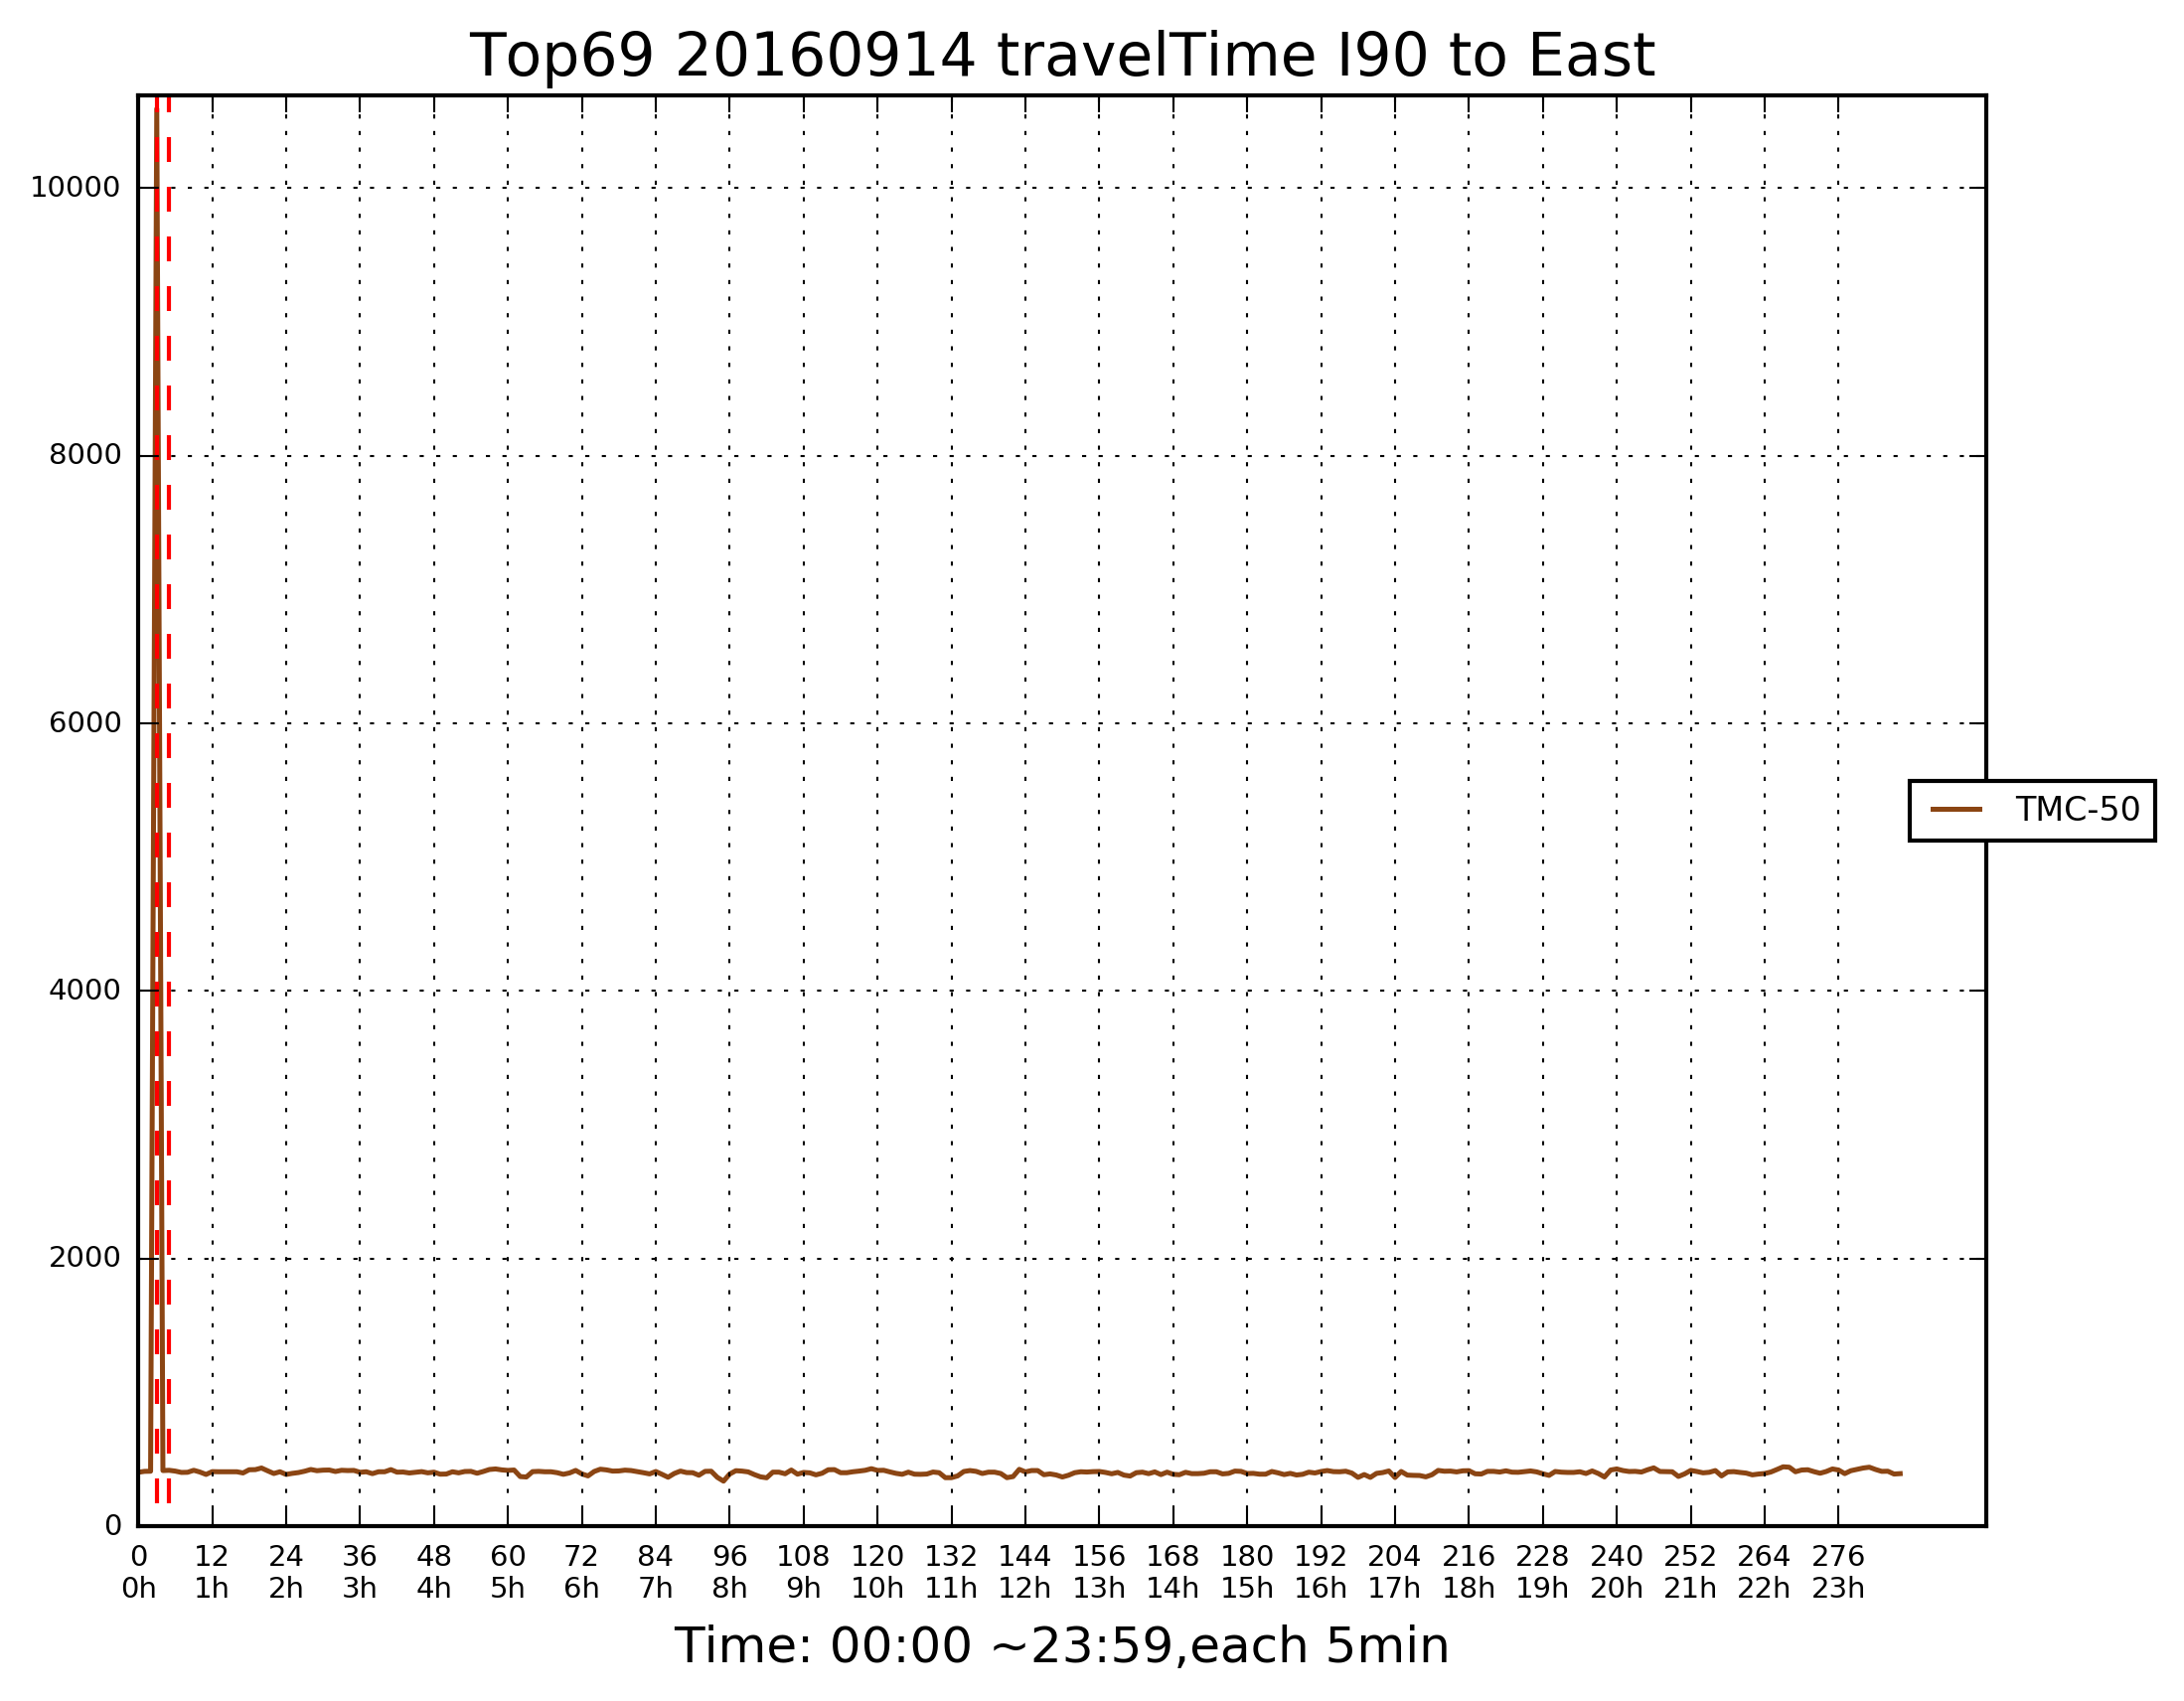 Top69 20160914 travelTime I90 to East
10000
8000
6000
4000
2000
0
TMC-50
0 12 24 36 48 60 72 84 96 108 120 132 144 156 168 180 192 204 216 228 240 252 264 276
0h 1h 2h 3h 4h 5h 6h 7h 8h 9h 10h 11h 12h 13h 14h 15h 16h 17h 18h 19h 20h 21h 22h 23h
Time: 00:00 ~23:59,each 5min